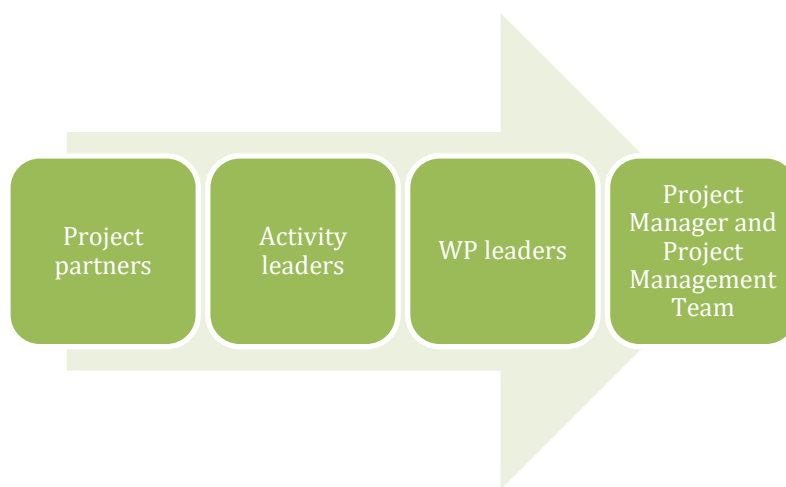 Project
partners
Activity
leaders
WP leaders
Project
Manager and
Project
Management
Team